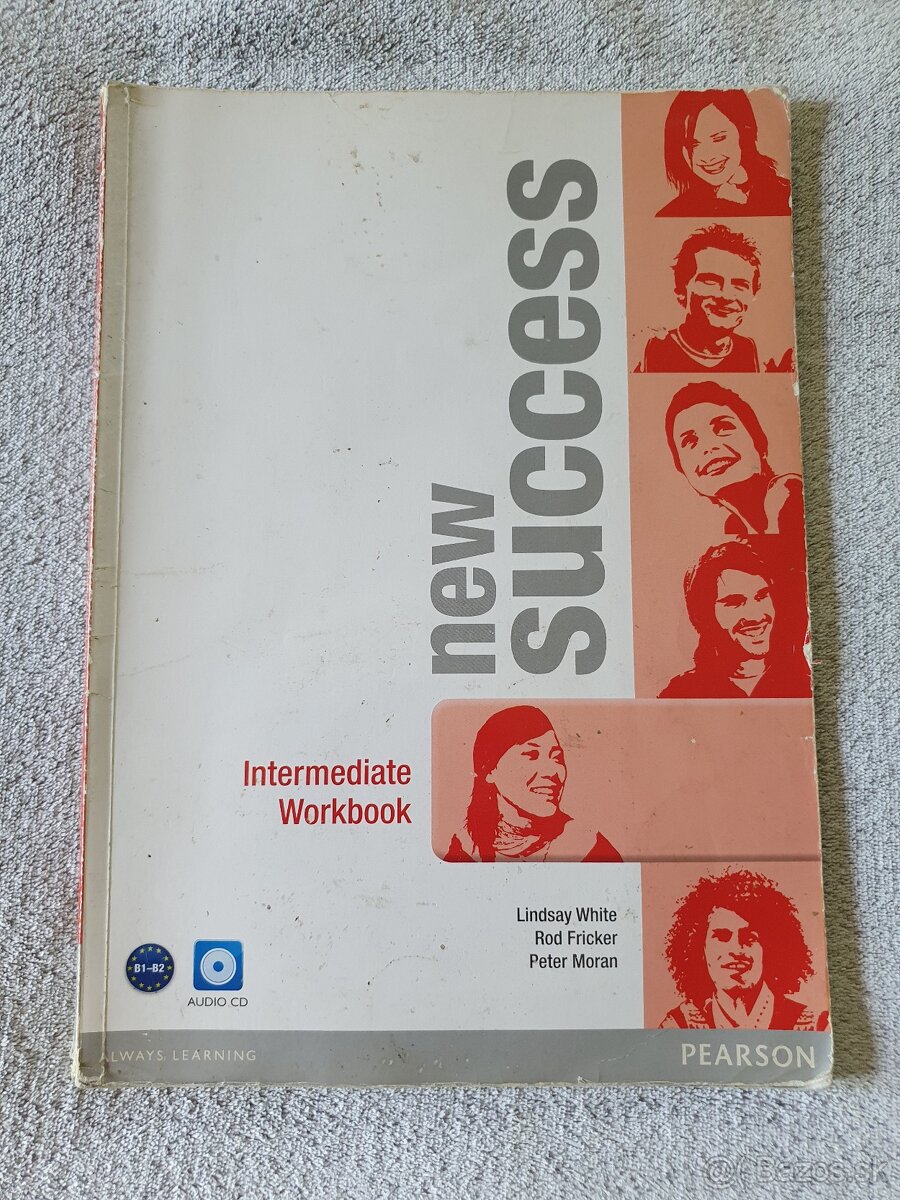 new
success
Intermediate
Workbook
Lindsay White
Rod Fricker
Peter Moran
B1–B2
AUDIO CD
ALWAYS LEARNING
PEARSON
@ Bazos.sk